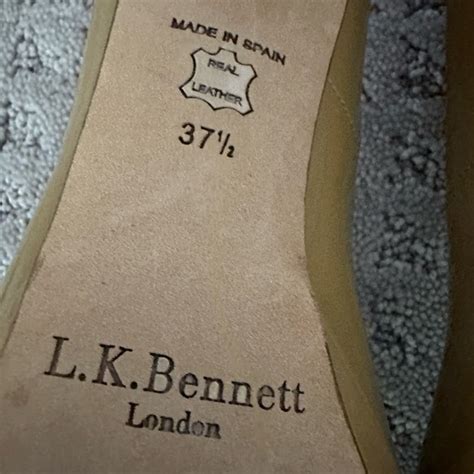 MADE IN SPAIN
REAL
LEATHER
37½
L.K.Bennett
London